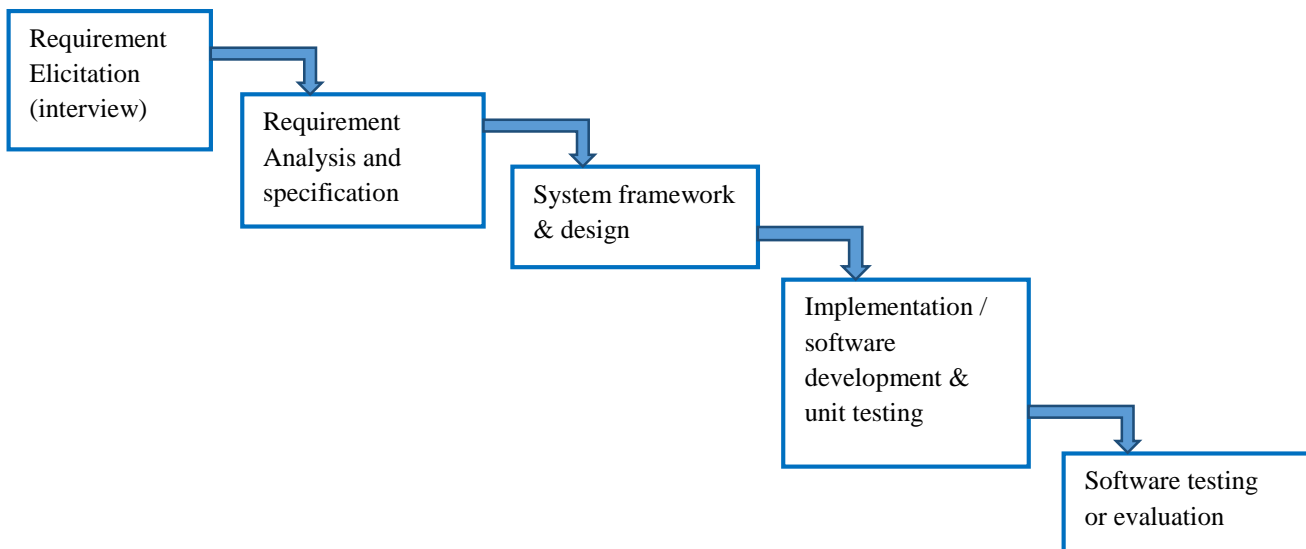 Requirement
Elicitation
(interview)
Requirement
Analysis and
specification
System framework
& design
Implementation /
software
development &
unit testing
Software testing
or evaluation